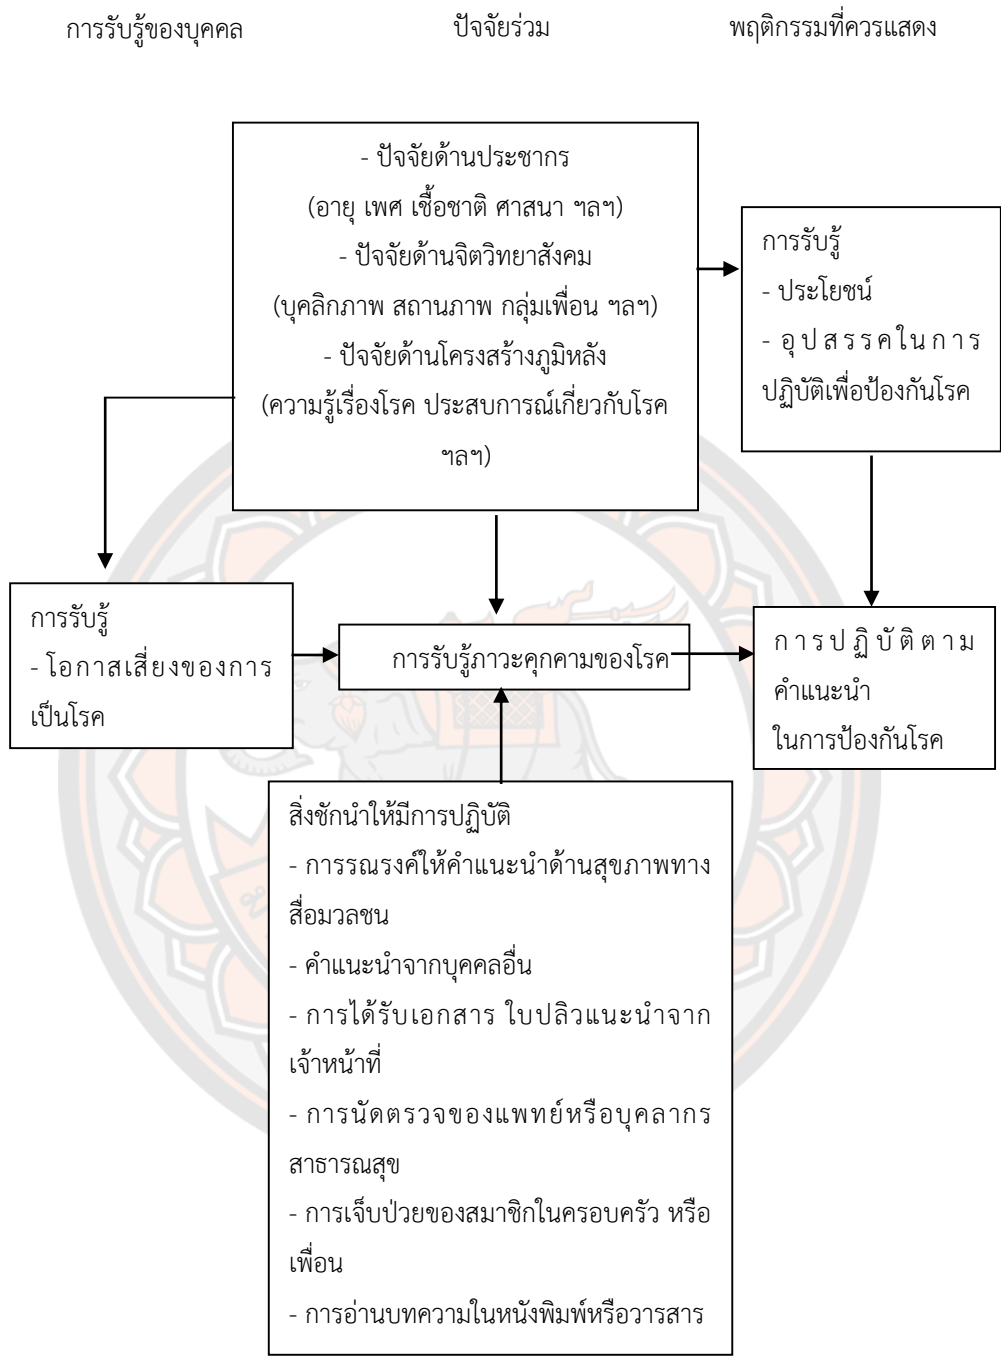 การรับรู้ของบุคคล
ปัจจัยร่วม
พฤติกรรมที่ควรแสดง
- ปัจจัยด้านประชากร
(อายุ เพศ เชื้อชาติ ศาสนา ฯลฯ)
- ปัจจัยด้านจิตวิทยาสังคม
(บุคลิกภาพ สถานภาพ กลุ่มเพื่อน ฯลฯ)
- ปัจจัยด้านโครงสร้างภูมิหลัง
(ความรู้เรื่องโรค ประสบการณ์เกี่ยวกับโรค
ฯลฯ)
การรับรู้
- ประโยชน์
- อุปสรรคในการ
ปฏิบัติเพื่อป้องกันโรค
การรับรู้
- โอกาสเสี่ยงของการ
เป็นโรค
การรับรู้ภาวะคุกคามของโรค
การปฏิบัติตาม
คำแนะนำ
ในการป้องกันโรค
สิ่งชักนำให้มีการปฏิบัติ
- การรณรงค์ให้คำแนะนำด้านสุขภาพทาง
สื่อมวลชน
- คำแนะนำจากบุคคลอื่น
- การได้รับเอกสาร ใบปลิวแนะนำจาก
เจ้าหน้าที่
- การนัดตรวจของแพทย์หรือบุคลากร
สาธารณสุข
- การเจ็บป่วยของสมาชิกในครอบครัว หรือ
เพื่อน
- การอ่านบทความในหนังพิมพ์หรือวารสาร